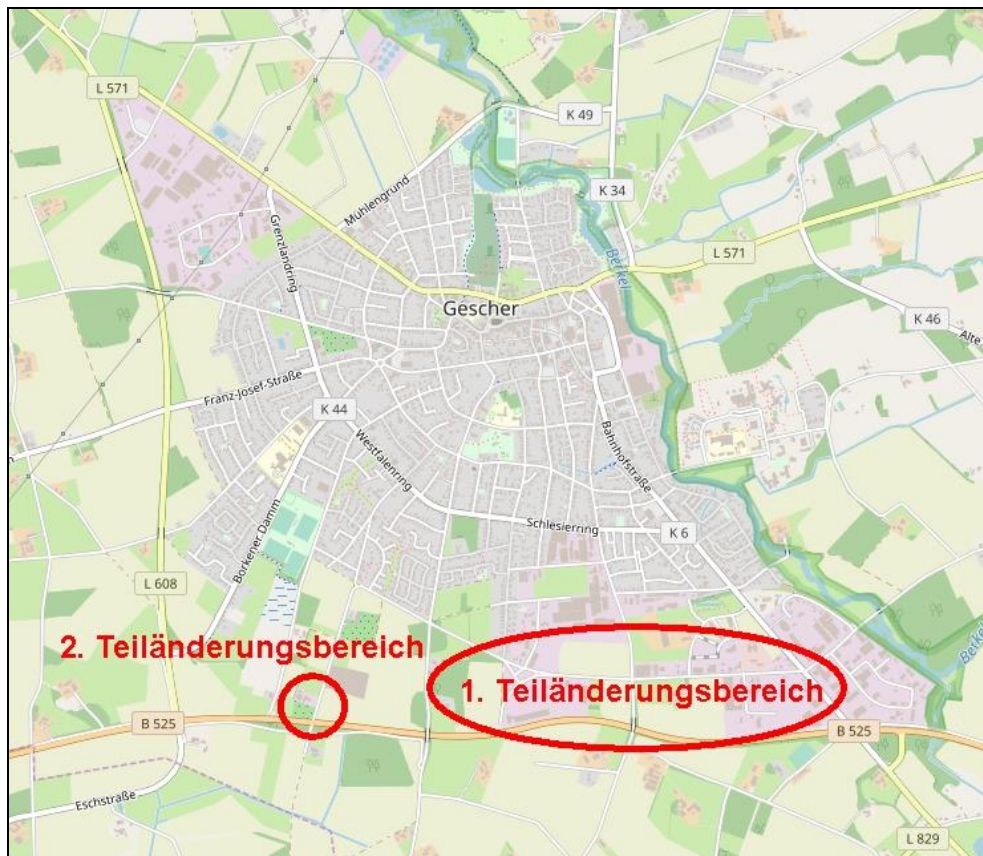 L 571
K 49
K 34
Mühlengrund
Grenzlandring
L 571
Berkel
Gescher
K 46
Alte
Franz-Josef-Straße
K 44
Westfalenring
Bahnhofstraße
Schlesierring
K 6
Borkener Damm
L 608
2. Teiländerungsbereich
Berkel
1. Teiländerungsbereich
B 525
B 525
Eschstraße
L 829